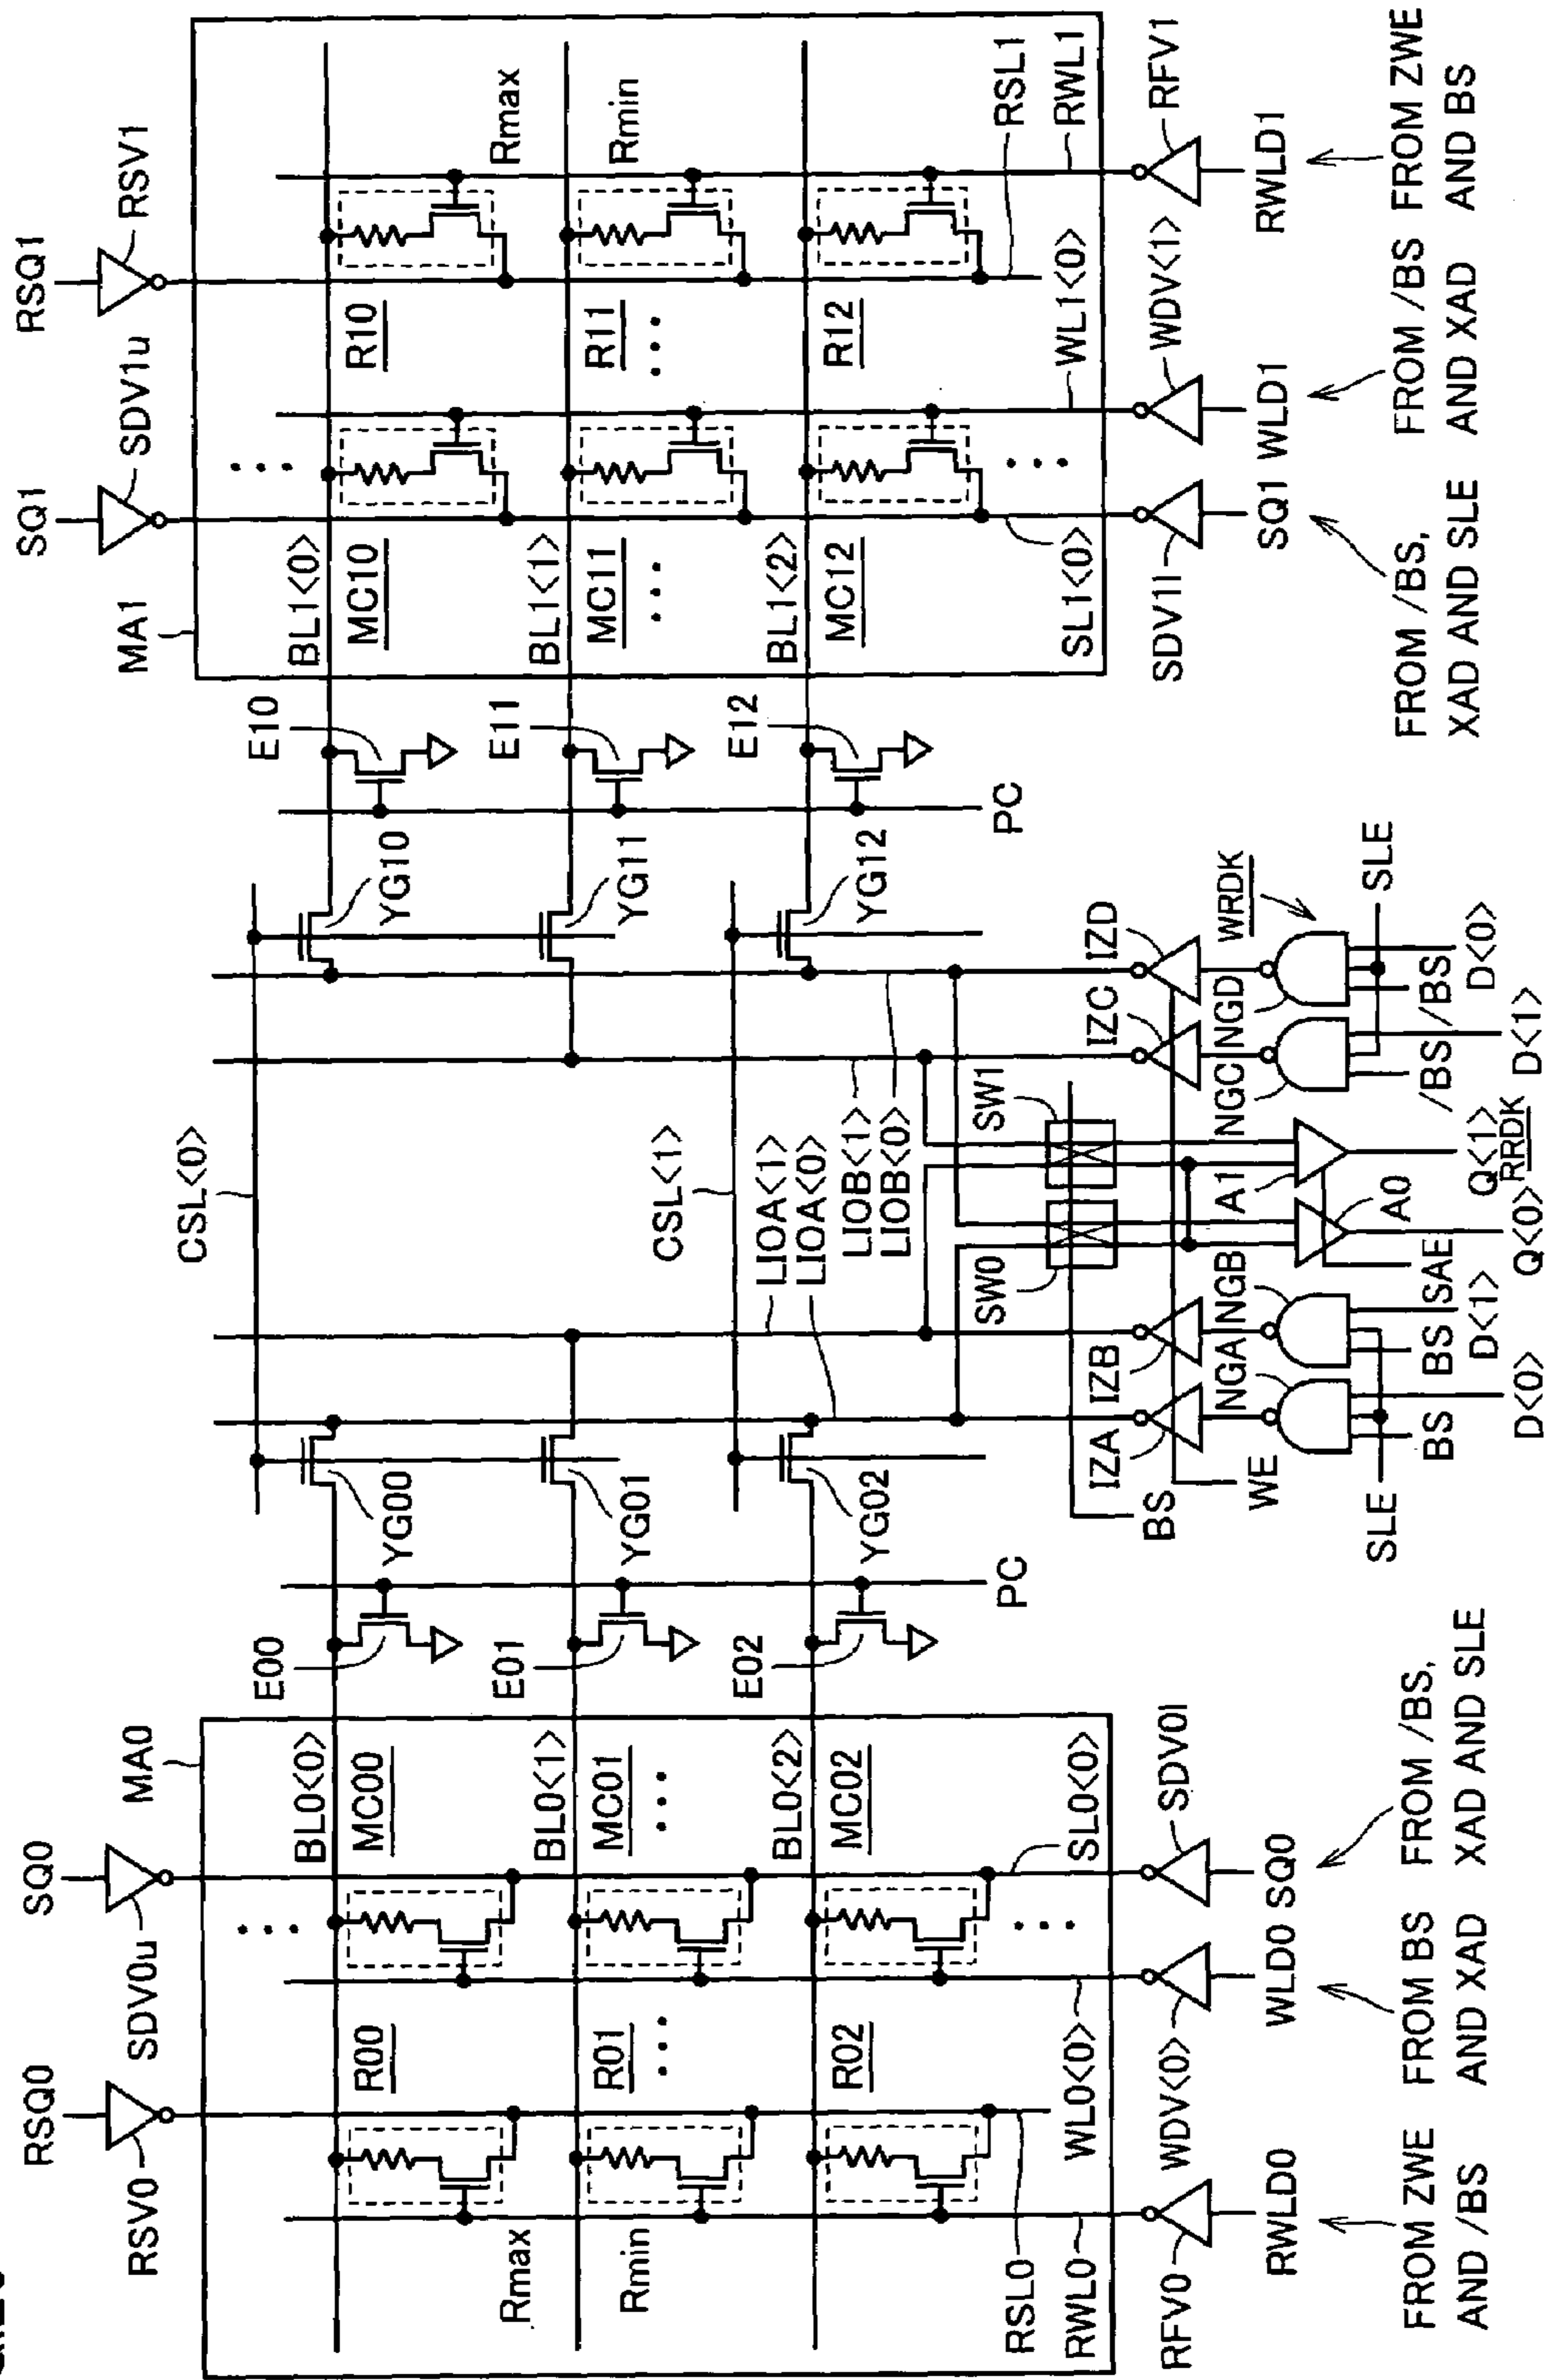 RSQ0 SQ0 RSQ1 SQ1
RSV0 SDV0u MA0 MA1 SDV1u RSV1
CSL<0>
E00 E10
BL0<0> BL1<0>
R00 MC00 YG00 YG10 MC10 R10
Rmax Rmax
E01 E11
BL0<1> BL1<1>
R01 MC01 YG01 YG11 MC11 R11
Rmin Rmin
CSL<1>
E02 E12
BL0<2> BL1<2>
R02 MC02 YG02 YG12 MC12 R12
LIOA<1>
LIOA<0>
LIOB<1>
LIOB<0>
PC PC
RSL0 RSL1
RWL0 WL0<0> SL0<0> SL1<0> WL1<0> RWL1
SW0 SW1
IZA IZB IZC IZD
RFV0 WDV<0> SDV0l BS SDV1l WDV<1> RFV1
WE NGA NGB A1 NGC NGD WRDK
RWLD0 WLD0 SQ0 SQ1 WLD1 RWLD1
SLE A0 SLE
BS BS SAE /BS /BS
D<0> D<1> Q<0> Q<1> D<1> D<0>
RRDK
FROM ZWE
AND /BS
FROM BS
AND XAD
FROM /BS,
XAD AND SLE
FROM /BS,
XAD AND SLE
FROM /BS
AND XAD
FROM ZWE
AND BS